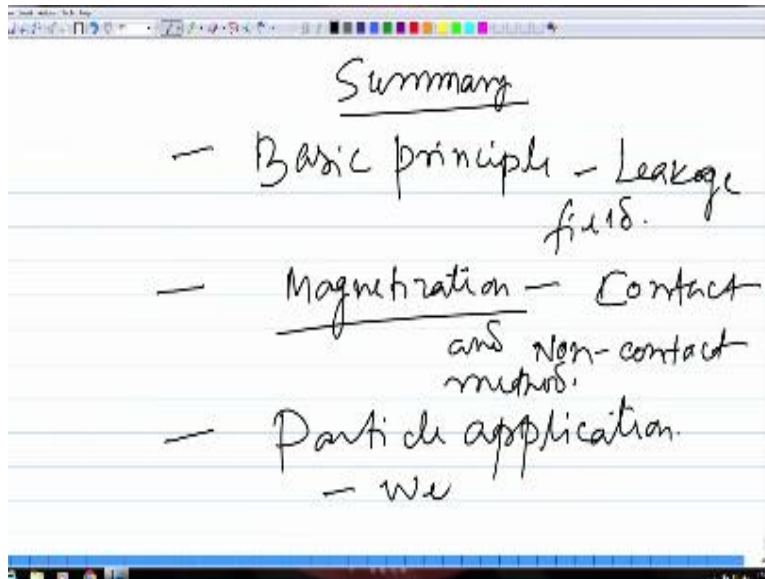 Summary
- Basic principle - Leakage
field.
- Magnetization - Contact
and Non-contact
method.
- Particle application.
- We